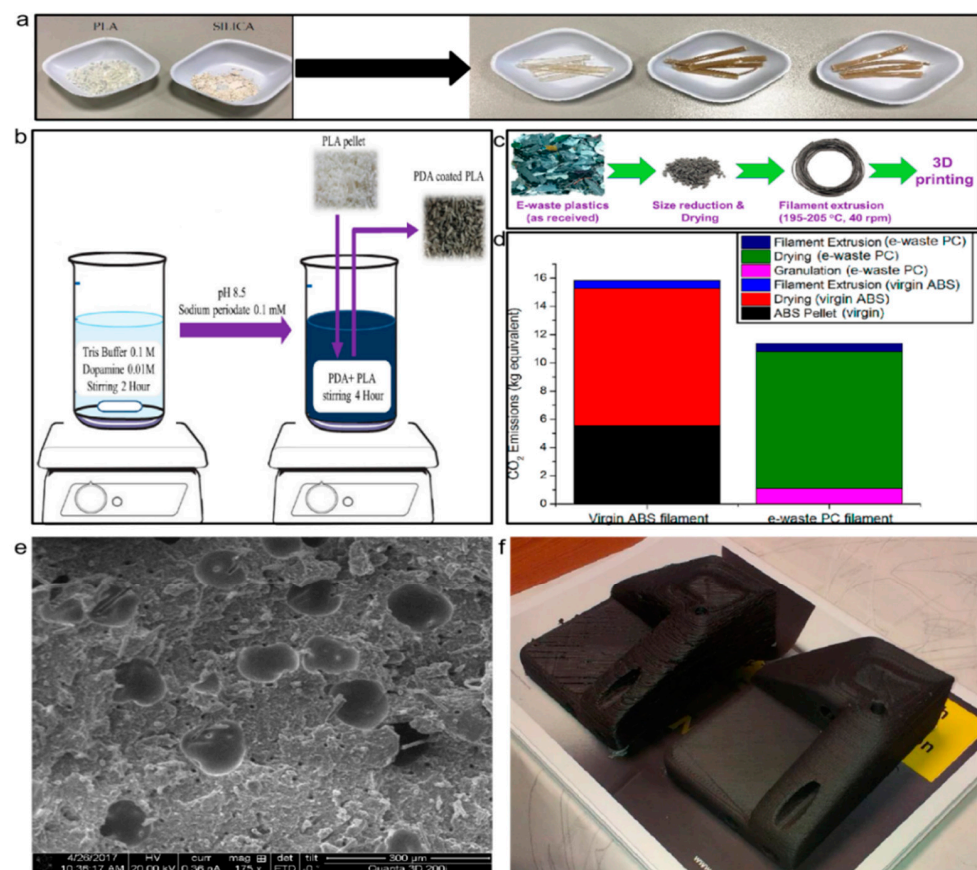 a
PLA
SILICA
b
PLA pellet
PDA coated PLA
pH 8.5
Sodium periodate 0.1 mM
Tris Buffer 0.1 M
Dopamine 0.01M
Stirring 2 Hour
PDA+ PLA
stirring 4 Hour
c
E-waste plastics
(as received)
Size reduction &
Drying
Filament extrusion
(195-205 °C, 40 rpm)
3D
printing
d
Filament Extrusion (e-waste PC)
Drying (e-waste PC)
Granulation (e-waste PC)
Filament Extrusion (virgin ABS)
Drying (virgin ABS)
ABS Pellet (virgin)
CO2 Emissions (kg equivalent)
16
14
12
10
8
6
4
2
0
Virgin ABS filament
e-waste PC filament
e
4/26/2017 HV curr mag det tilt 300 µm
20.00 kV 0.36 nA 175 x ETD Quanta 3D 200i
f